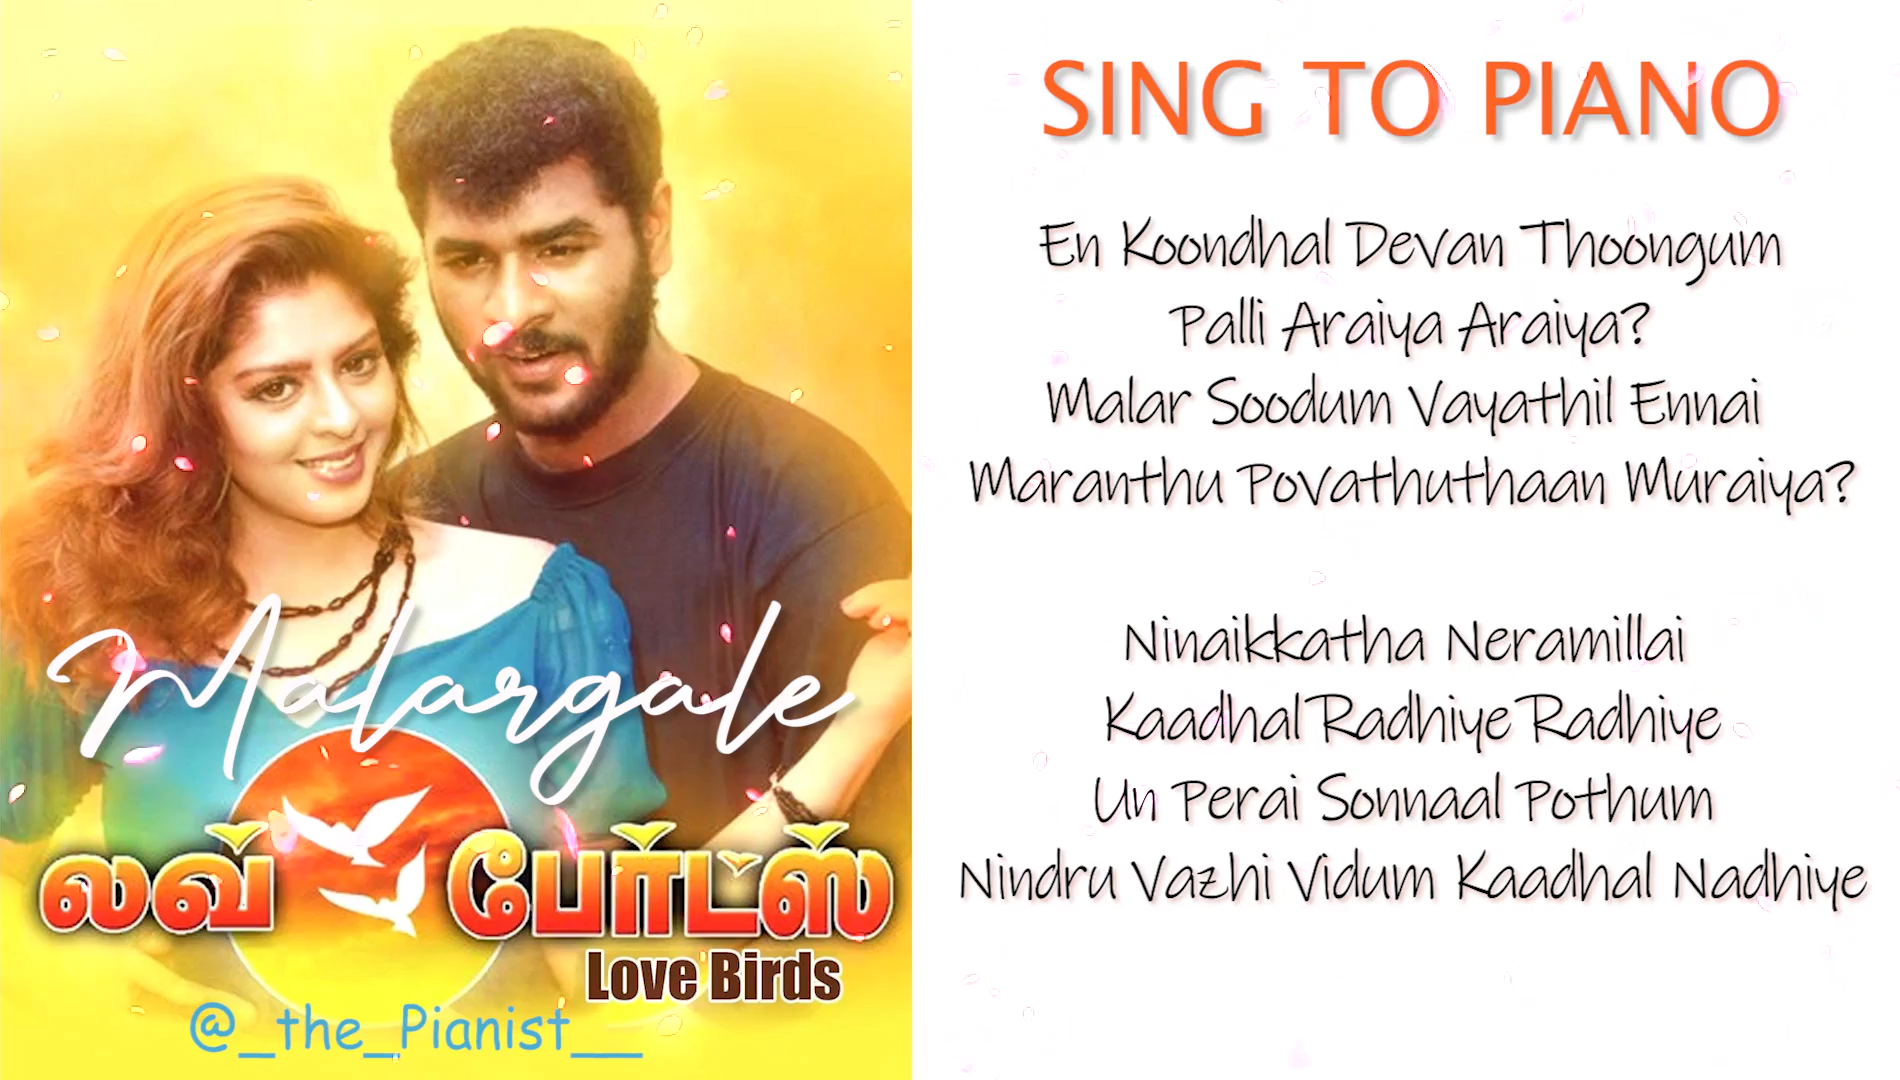 Malargale
லவ் பேர்ட்ஸ்
Love Birds
@_the_Pianist__
SING TO PIANO
En Koondhal Devan Thoongum
Palli Araiya Araiya?
Malar Soodum Vayathil Ennai
Maranthu Povathuthaan Muraiya?
Ninaikkatha Neramillai
Kaadhal Radhiye Radhiye
Un Perai Sonnaal Pothum
Nindru Vazhi Vidum Kaadhal Nadhiye